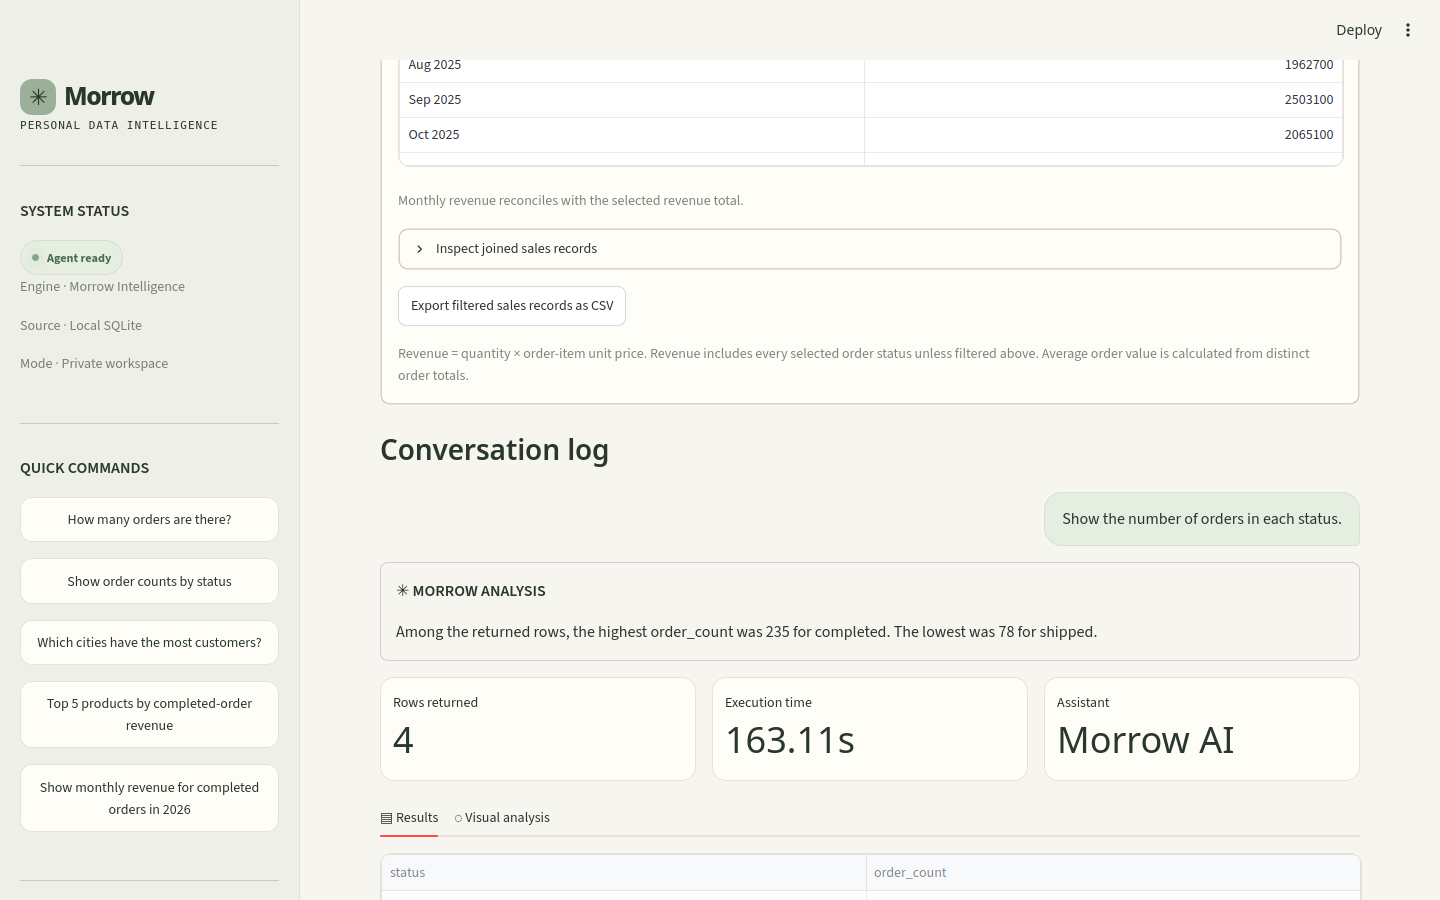 Deploy
Morrow
PERSONAL DATA INTELLIGENCE
SYSTEM STATUS
Agent ready
Engine · Morrow Intelligence
Source · Local SQLite
Mode · Private workspace
QUICK COMMANDS
How many orders are there?
Show order counts by status
Which cities have the most customers?
Top 5 products by completed-order
revenue
Show monthly revenue for completed
orders in 2026
Aug 2025 1962700
Sep 2025 2503100
Oct 2025 2065100
Monthly revenue reconciles with the selected revenue total.
Inspect joined sales records
Export filtered sales records as CSV
Revenue = quantity × order-item unit price. Revenue includes every selected order status unless filtered above. Average order value is calculated from distinct
order totals.
Conversation log
Show the number of orders in each status.
✳ MORROW ANALYSIS
Among the returned rows, the highest order_count was 235 for completed. The lowest was 78 for shipped.
Rows returned
4
Execution time
163.11s
Assistant
Morrow AI
▤ Results ◌ Visual analysis
status order_count